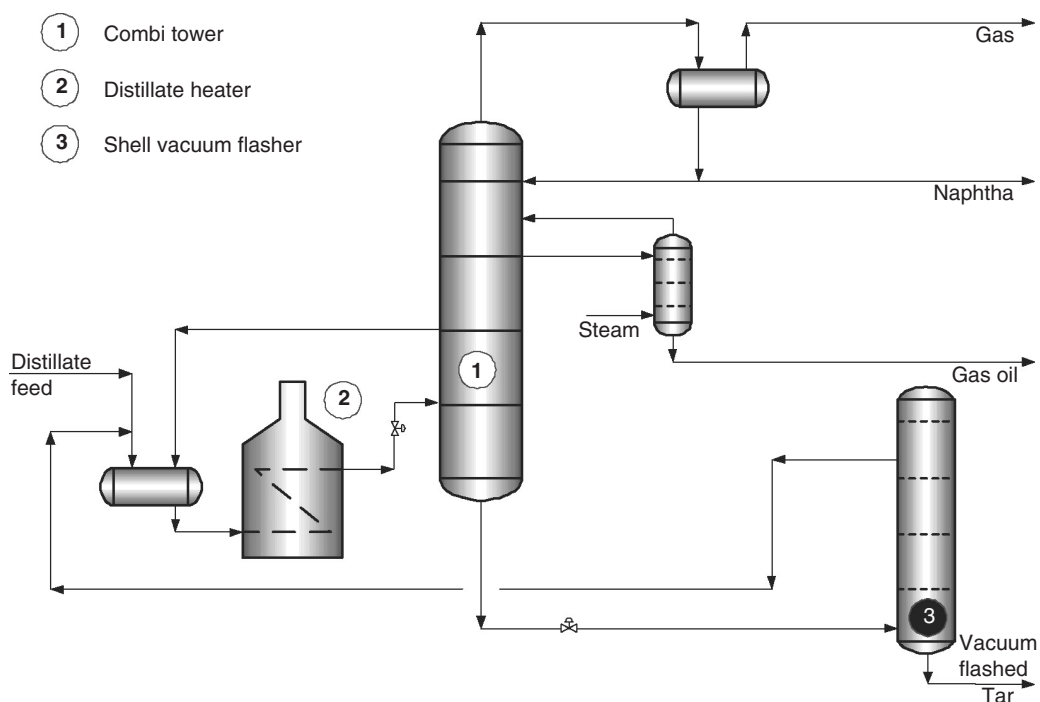 1 Combi tower
2 Distillate heater
3 Shell vacuum flasher
Gas
Naphtha
Steam
Gas oil
Distillate
feed
2
1
3
Vacuum
flashed
Tar